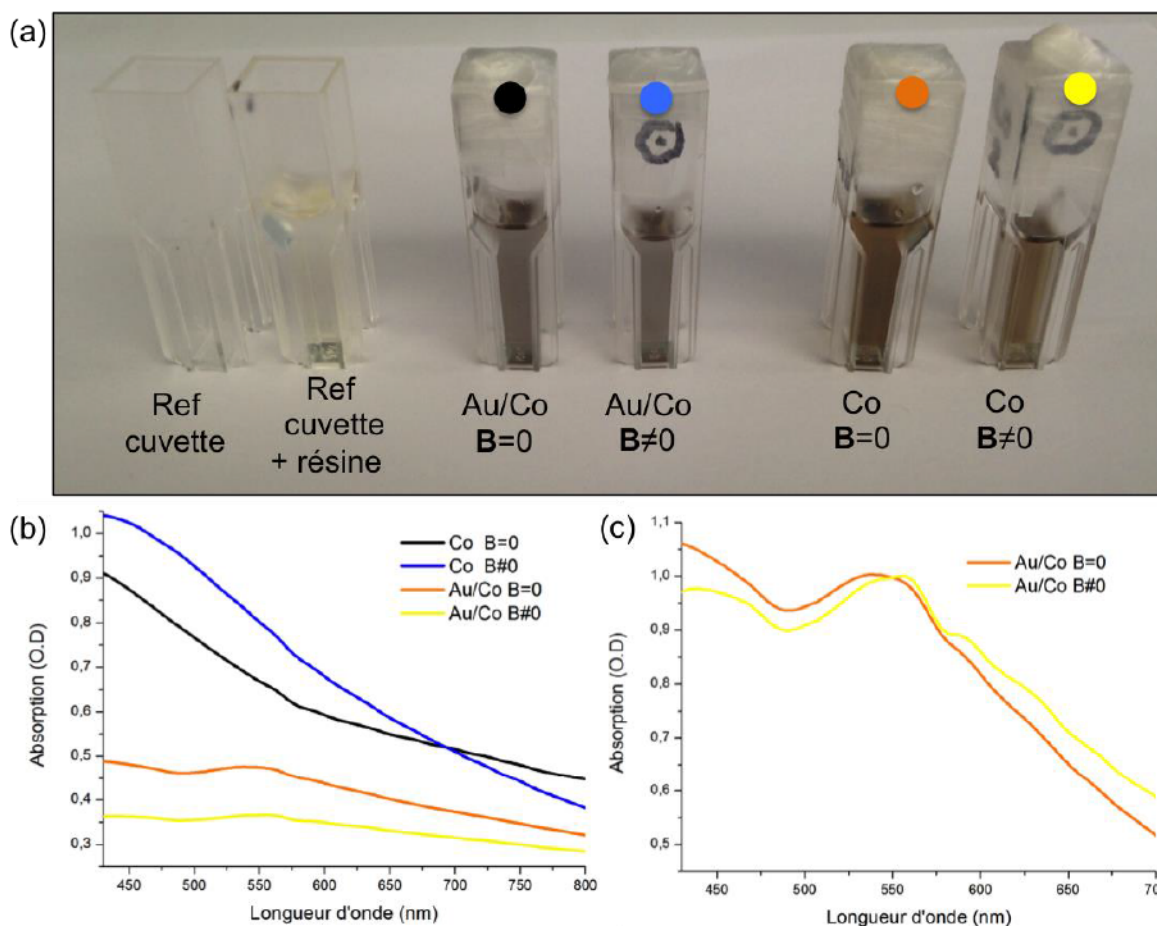 (a)
Ref
cuvette
Ref
cuvette
+ résine
Au/Co
B=0
Au/Co
B≠0
Co
B=0
Co
B≠0
(b)
1,0
0,9
0,8
0,7
0,6
0,5
0,4
0,3
Absorption (O.D)
450 500 550 600 650 700 750 800
Longueur d'onde (nm)
Co B=0
Co B#0
Au/Co B=0
Au/Co B#0
(c)
1,1
1,0
0,9
0,8
0,7
0,6
0,5
Absorption (O.D)
450 500 550 600 650 700
Longueur d'onde (nm)
Au/Co B=0
Au/Co B#0